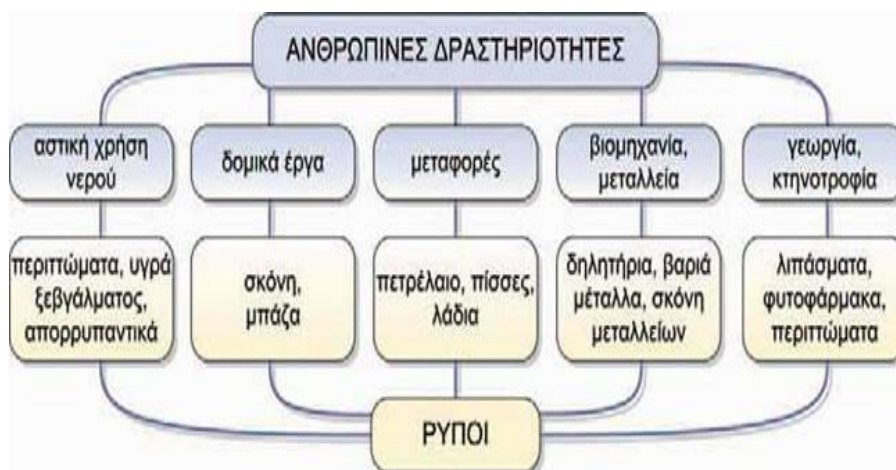 ΑΝΘΡΩΠΙΝΕΣ ΔΡΑΣΤΗΡΙΟΤΗΤΕΣ
αστική χρήση
νερού
δομικά έργα
μεταφορές
βιομηχανία,
μεταλλεία
γεωργία,
κτηνοτροφία
περιττώματα, υγρά
ξεβγάλματος,
απορρυπαντικά
σκόνη,
μπάζα
πετρέλαιο, πίσσες,
λάδια
δηλητήρια, βαριά
μέταλλα, σκόνη
μεταλλείων
λιπάσματα,
φυτοφάρμακα,
περιττώματα
ΡΥΠΟΙ